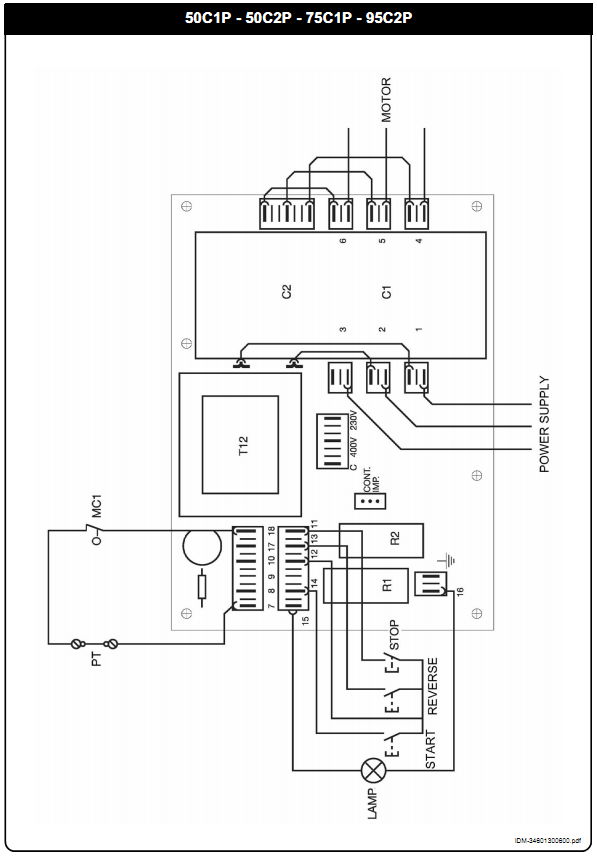 50C1P - 50C2P - 75C1P - 95C2P
MOTOR
6
5
4
C2
C1
3
2
1
POWER SUPPLY
T12
C 400V 230V
CONT.
IMP.
MC1
PT
7 8 9 10 17 18
11
13
12
14
15
R2
R1
16
STOP
REVERSE
START
LAMP
IDM-34601300600.pdf